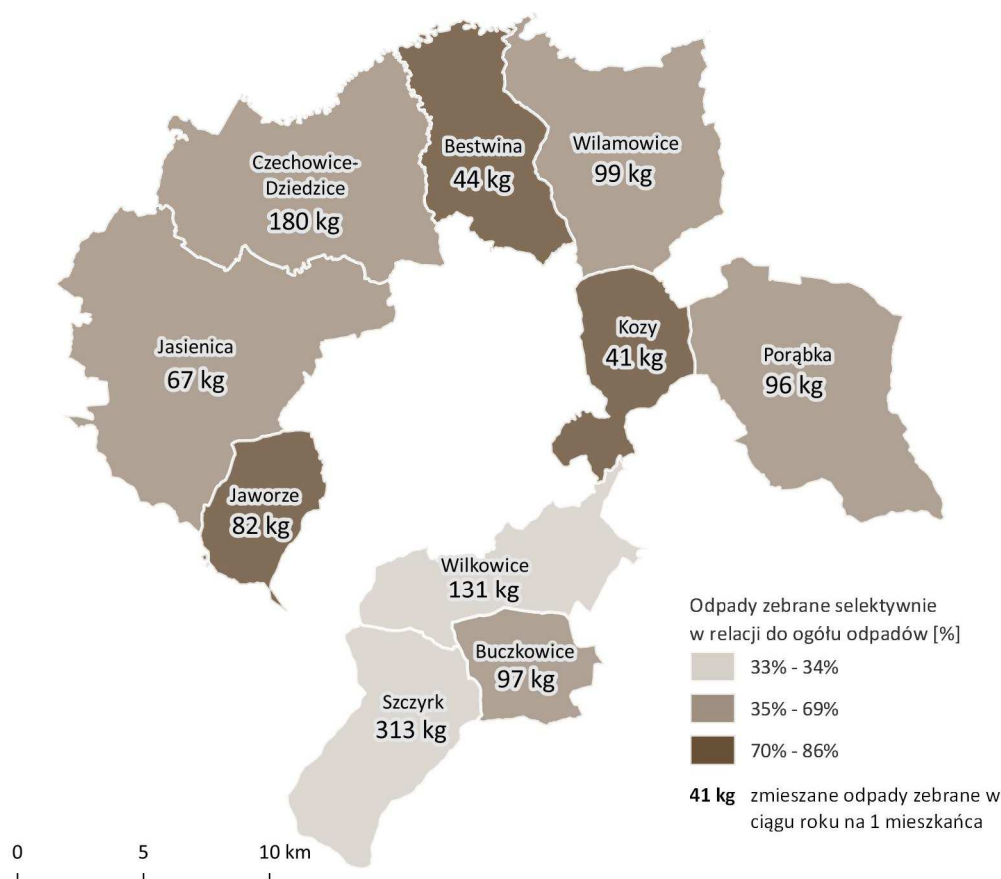 Bestwina
44 kg
Wilamowice
99 kg
Czechowice-
Dziedzice
180 kg
Jasienica
67 kg
Kozy
41 kg
Porąbka
96 kg
Jaworze
82 kg
Wilkowice
131 kg
Buczkowice
97 kg
Szczyrk
313 kg
Odpady zebrane selektywnie
w relacji do ogółu odpadów [%]
33% - 34%
35% - 69%
70% - 86%
41 kg zmieszane odpady zebrane w
ciągu roku na 1 mieszkańca
0 5 10 km